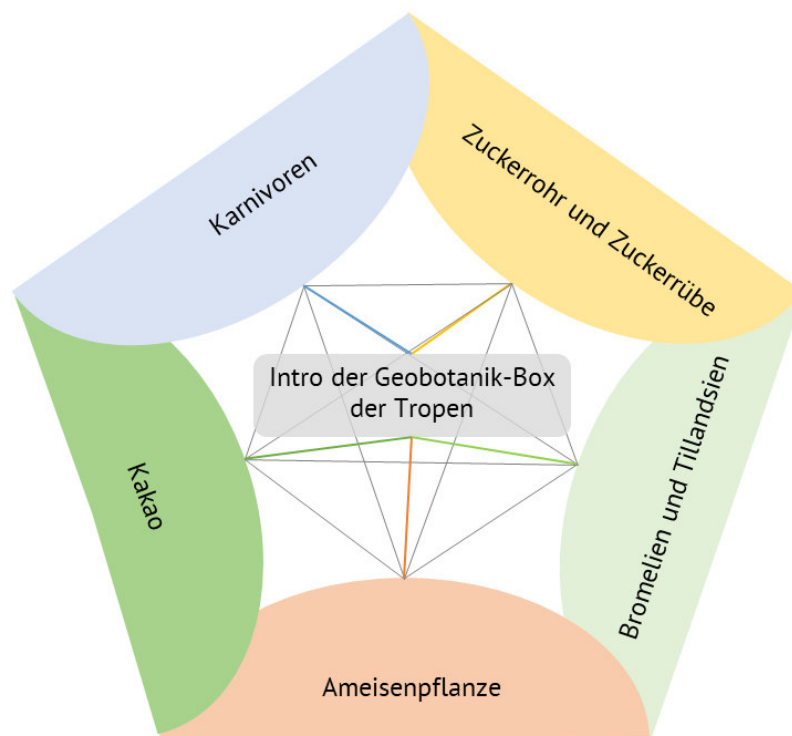 Karnivoren
Zuckerrohr und Zuckerrübe
Intro der Geobotanik-Box
der Tropen
Kakao
Bromelien und Tillandsien
Ameisenpflanze